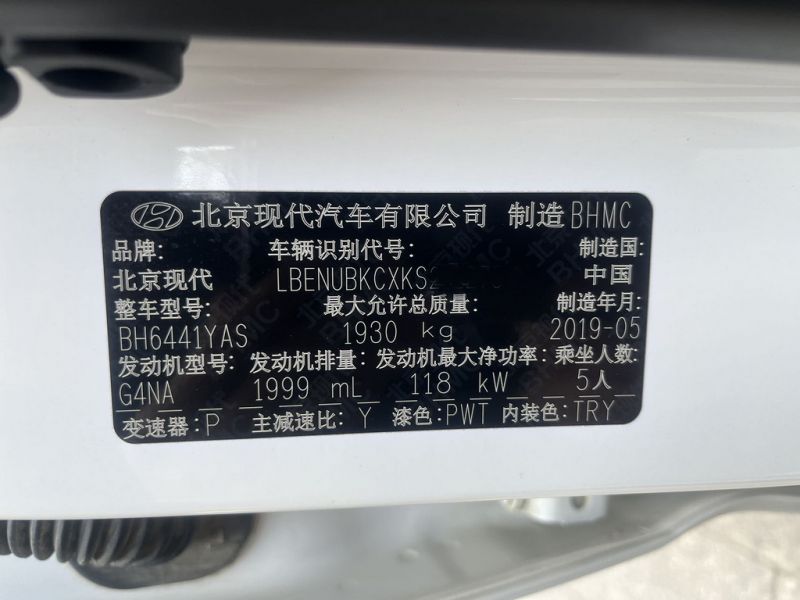 北京现代汽车有限公司 制造 BHMC
品牌: 车辆识别代号: 制造国:
北京现代 LBENUBKCXKS 中国
整车型号: 最大允许总质量: 制造年月:
BH6441YAS 1930 kg 2019-05
发动机型号: 发动机排量: 发动机最大净功率: 乘坐人数:
G4NA 1999 mL 118 kW 5人
变速器:P 主减速比:Y 漆色:PWT 内装色:TRY